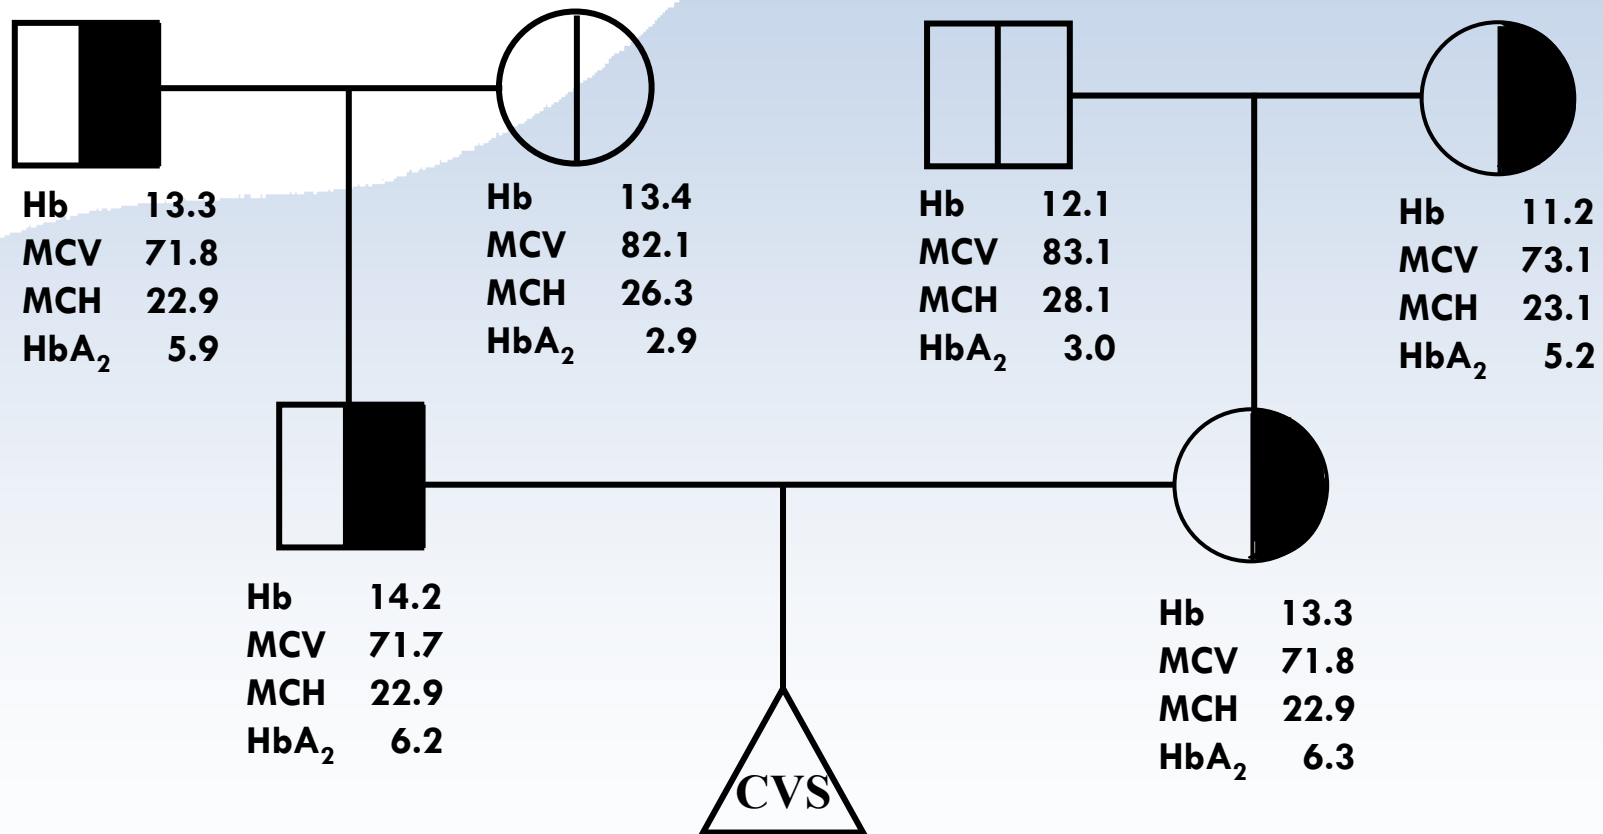 Hb 13.3
MCV 71.8
MCH 22.9
HbA₂ 5.9
Hb 13.4
MCV 82.1
MCH 26.3
HbA₂ 2.9
Hb 12.1
MCV 83.1
MCH 28.1
HbA₂ 3.0
Hb 11.2
MCV 73.1
MCH 23.1
HbA₂ 5.2
Hb 14.2
MCV 71.7
MCH 22.9
HbA₂ 6.2
CVS
Hb 13.3
MCV 71.8
MCH 22.9
HbA₂ 6.3